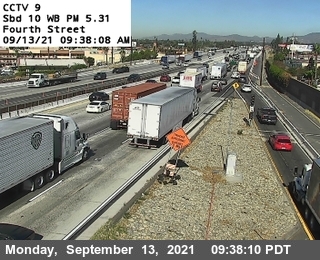 CCTV 9
Sbd 10 WB PM 5.31
Fourth Street
09/13/21 09:38:08 AM
Monday, September 13, 2021 09:38:10 PDT